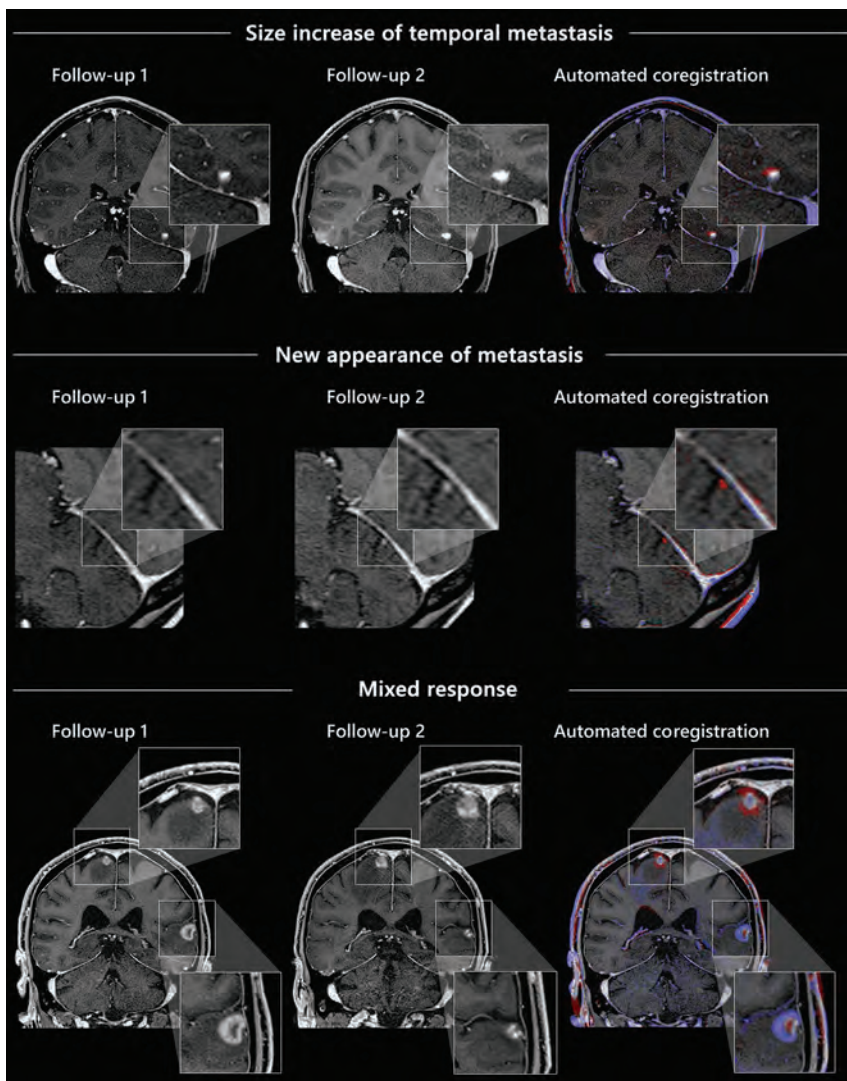 Size increase of temporal metastasis
Follow-up 1 Follow-up 2 Automated coregistration
New appearance of metastasis
Follow-up 1 Follow-up 2 Automated coregistration
Mixed response
Follow-up 1 Follow-up 2 Automated coregistration